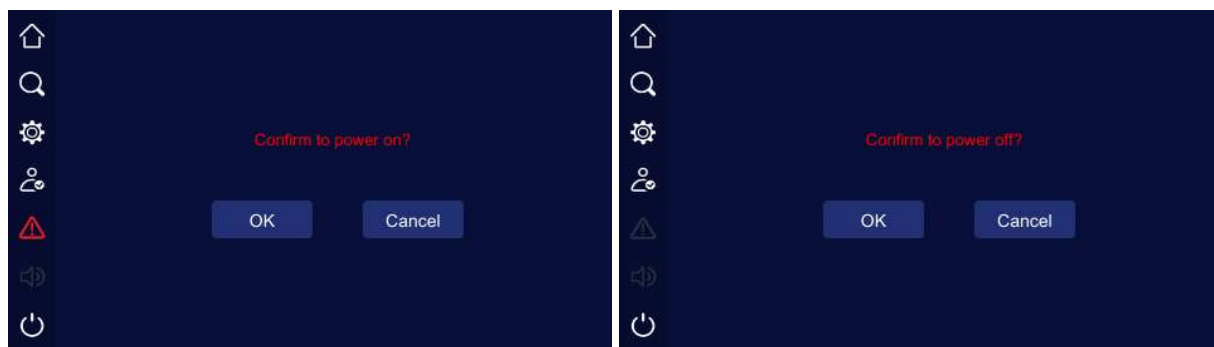 Confirm to power on?
OK
Cancel
Confirm to power off?
OK
Cancel